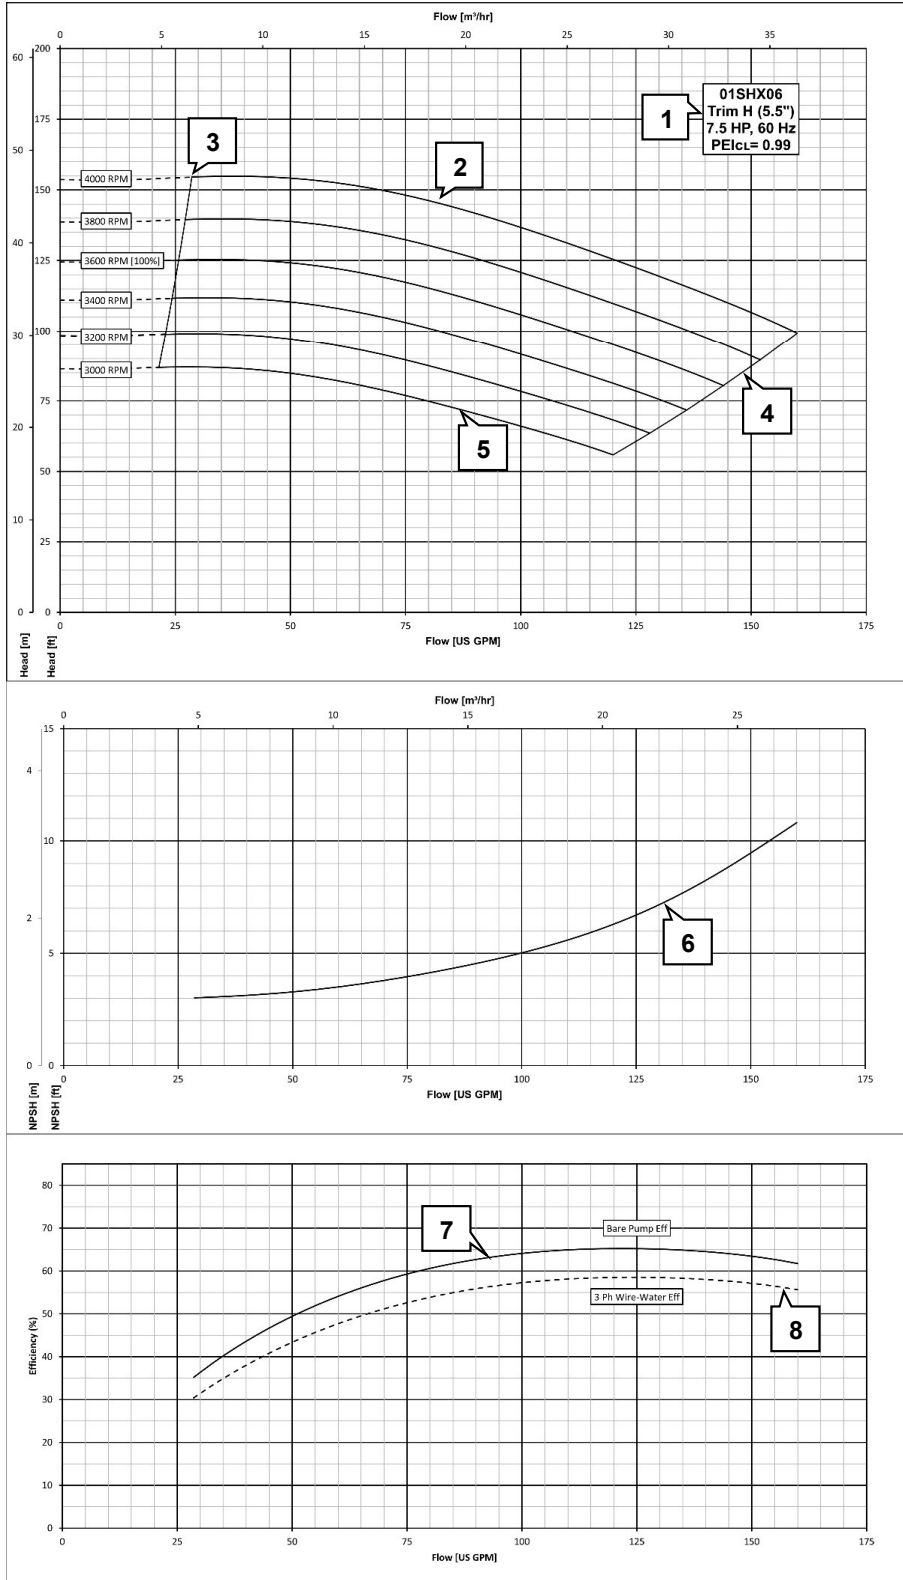 Flow [m³/hr]
0 5 10 15 20 25 30 35
60 200
01SHX06
Trim H (5.5")
7.5 HP, 60 Hz
PEICL= 0.99
1
175
3
50
2
4000 RPM
150
3800 RPM
40
3600 RPM [100%]
125
3400 RPM
30 100
3200 RPM
3000 RPM
75
4
20
5
50
10
25
0 0
0 25 50 75 100 125 150 175
Flow [US GPM]
Head [m]
Head [ft]
Flow [m³/hr]
0 5 10 15 20 25
15
4
10
2
6
5
0 0
0 25 50 75 100 125 150 175
Flow [US GPM]
NPSH [m]
NPSH [ft]
80
7
Bare Pump Eff
70
60
3 Ph Wire-Water Eff
8
50
40
30
20
10
0
0 25 50 75 100 125 150 175
Efficiency (%)
Flow [US GPM]